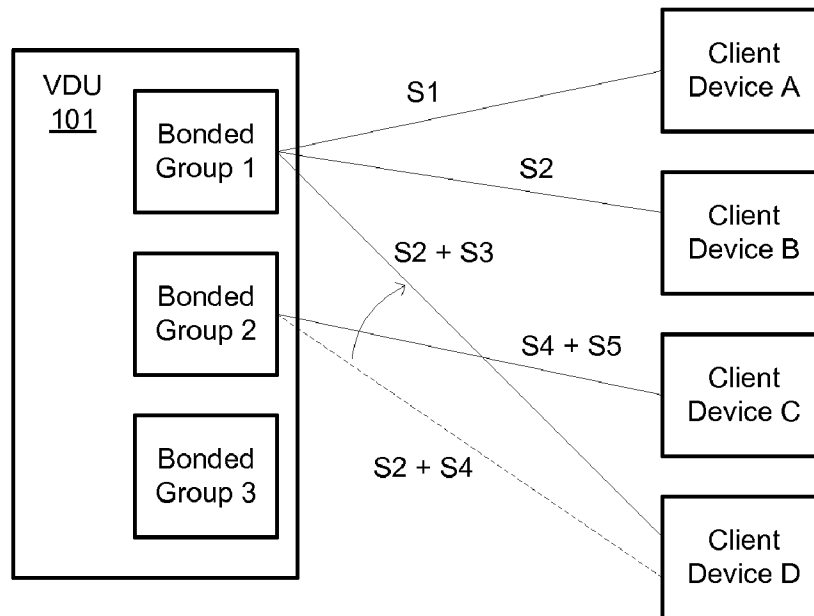 VDU
101
Bonded
Group 1
Bonded
Group 2
Bonded
Group 3
S1
S2
S2 + S3
S4 + S5
S2 + S4
Client
Device A
Client
Device B
Client
Device C
Client
Device D